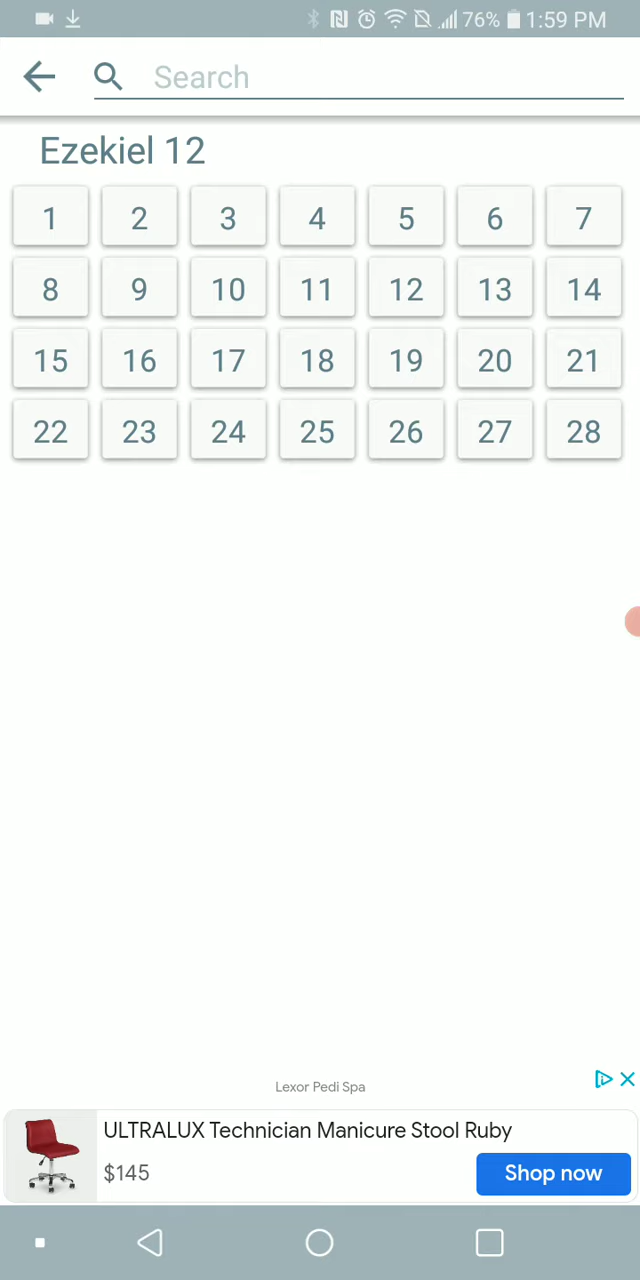 76% 1:59 PM
Search
Ezekiel 12
1 2 3 4 5 6 7
8 9 10 11 12 13 14
15 16 17 18 19 20 21
22 23 24 25 26 27 28
Lexor Pedi Spa
ULTRALUX Technician Manicure Stool Ruby
$145 Shop now